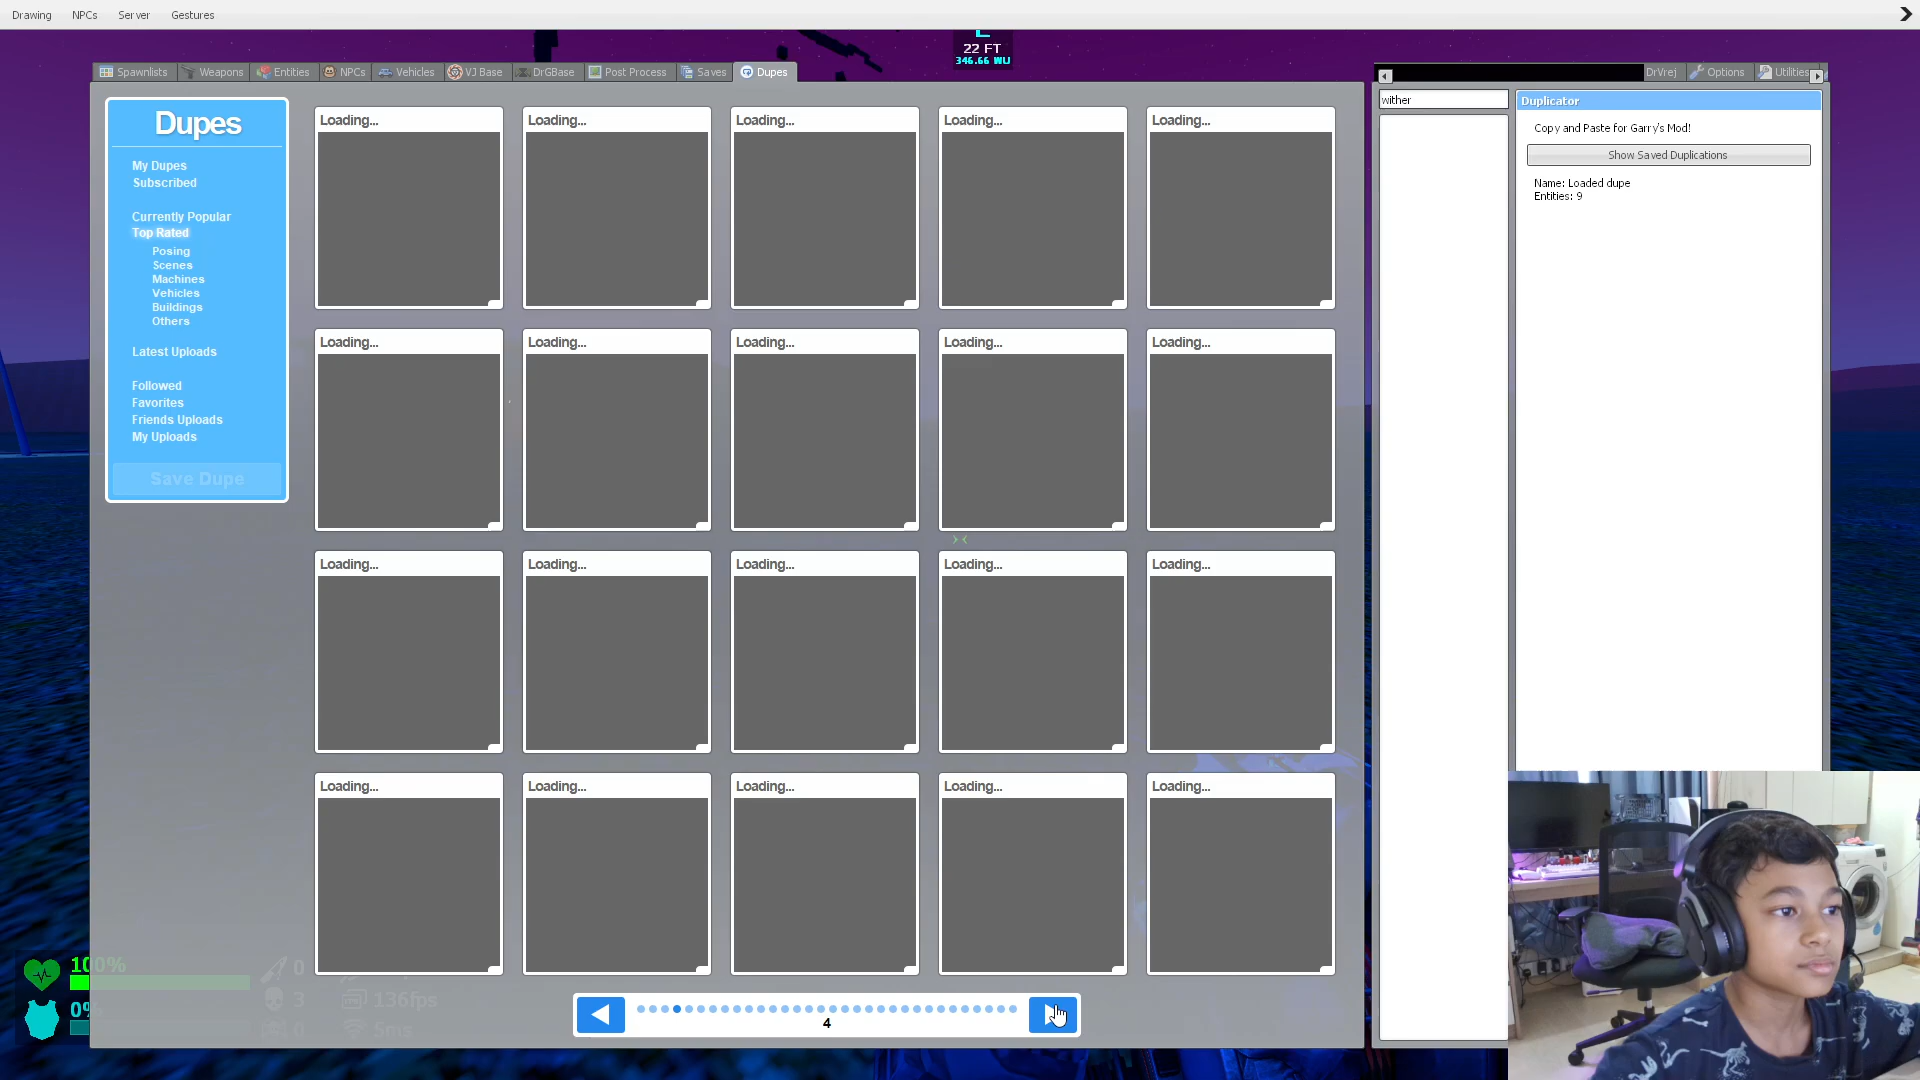 Drawing NPCs Server Gestures
22 FT
346.66 WU
Spawnlists Weapons Entities NPCs Vehicles VJ Base DrGBase Post Process Saves Dupes
DrVrej Options Utilities
Dupes
My Dupes
Subscribed
Currently Popular
Top Rated
Posing
Scenes
Machines
Vehicles
Buildings
Others
Latest Uploads
Followed
Favorites
Friends Uploads
My Uploads
Save Dupe
Loading... Loading... Loading... Loading... Loading...
Loading... Loading... Loading... Loading... Loading...
Loading... Loading... Loading... Loading... Loading...
Loading... Loading... Loading... Loading... Loading...
4
wither
Duplicator
Copy and Paste for Garry's Mod!
Show Saved Duplications
Name: Loaded dupe
Entities: 9
100% 0
0% 3 136fps
0 5ms